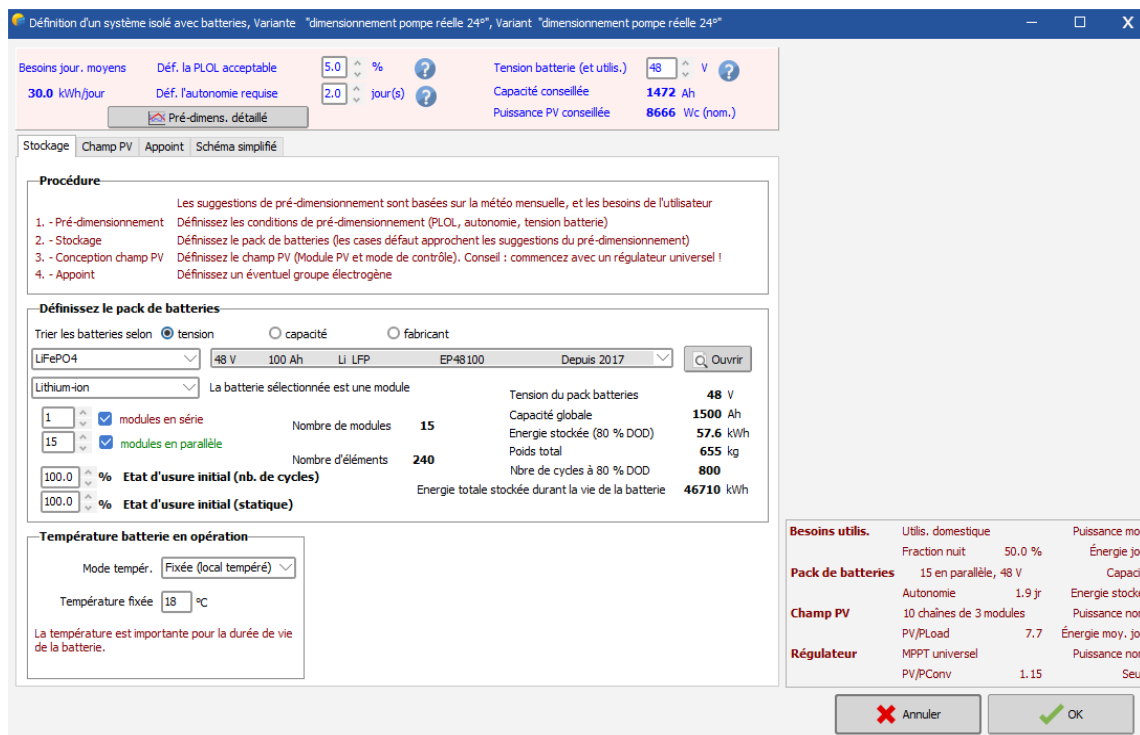 Définition d'un système isolé avec batteries, Variante "dimensionnement pompe réelle 24°", Variant "dimensionnement pompe réelle 24°"
Besoins jour. moyens Déf. la PLOL acceptable 5.0 % ? Tension batterie (et utilis.) 48 V ?
30.0 kWh/jour Déf. l'autonomie requise 2.0 jour(s) ? Capacité conseillée 1472 Ah
Pré-dimens. détaillé Puissance PV conseillée 8666 Wc (nom.)
Stockage Champ PV Appoint Schéma simplifié
Procédure
Les suggestions de pré-dimensionnement sont basées sur la météo mensuelle, et les besoins de l'utilisateur
1. - Pré-dimensionnement Définissez les conditions de pré-dimensionnement (PLOL, autonomie, tension batterie)
2. - Stockage Définissez le pack de batteries (les cases défaut approchent les suggestions du pré-dimensionnement)
3. - Conception champ PV Définissez le champ PV (Module PV et mode de contrôle). Conseil : commencez avec un régulateur universel !
4. - Appoint Définissez un éventuel groupe électrogène
Définissez le pack de batteries
Trier les batteries selon tension capacité fabricant
LiFePO4 48 V 100 Ah Li LFP EP48100 Depuis 2017 Ouvrir
Lithium-ion La batterie sélectionnée est une module
Tension du pack batteries 48 V
1 modules en série Nombre de modules 15 Capacité globale 1500 Ah
15 modules en parallèle Energie stockée (80 % DOD) 57.6 kWh
Nombre d'éléments 240 Poids total 655 kg
100.0 % Etat d'usure initial (nb. de cycles) Nbre de cycles à 80 % DOD 800
100.0 % Etat d'usure initial (statique) Energie totale stockée durant la vie de la batterie 46710 kWh
Température batterie en opération
Mode tempér. Fixée (local tempéré)
Température fixée 18 °C
La température est importante pour la durée de vie
de la batterie.
Besoins utilis. Utilis. domestique Puissance mo
Fraction nuit 50.0 % Énergie jo
Pack de batteries 15 en parallèle, 48 V Capaci
Autonomie 1.9 jr Energie stocké
Champ PV 10 chaînes de 3 modules Puissance nor
PV/PLoad 7.7 Énergie moy. jo
Régulateur MPPT universel Puissance nor
PV/PConv 1.15 Seu
Annuler OK